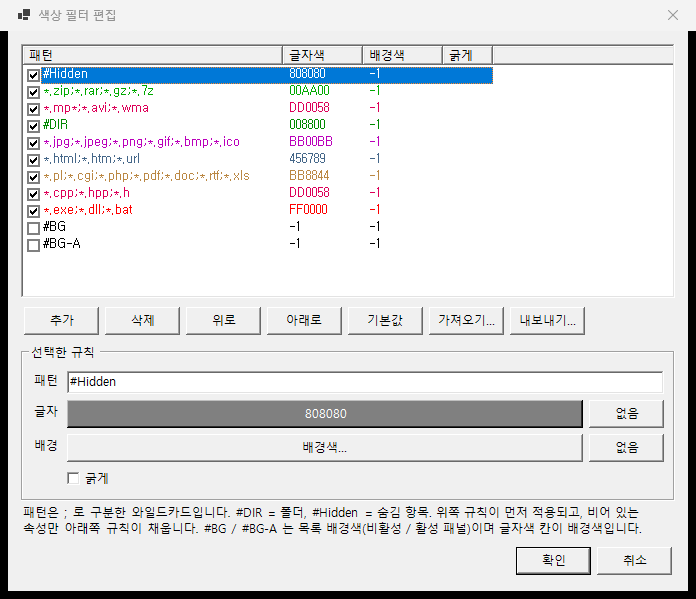 색상 필터 편집
패턴 글자색 배경색 굵게
#Hidden 808080 -1
*.zip;*.rar;*.gz;*.7z 00AA00 -1
*.mp*;*.avi;*.wma DD0058 -1
#DIR 008800 -1
*.jpg;*.jpeg;*.png;*.gif;*.bmp;*.ico BB00BB -1
*.html;*.htm;*.url 456789 -1
*.pl;*.cgi;*.php;*.pdf;*.doc;*.rtf;*.xls BB8844 -1
*.cpp;*.hpp;*.h DD0058 -1
*.exe;*.dll;*.bat FF0000 -1
#BG -1 -1
#BG-A -1 -1
추가 삭제 위로 아래로 기본값 가져오기... 내보내기...
선택한 규칙
패턴 #Hidden
글자 808080 없음
배경 배경색... 없음
굵게
패턴은 ; 로 구분한 와일드카드입니다. #DIR = 폴더, #Hidden = 숨김 항목. 위쪽 규칙이 먼저 적용되고, 비어 있는
속성만 아래쪽 규칙이 채웁니다. #BG / #BG-A 는 목록 배경색(비활성 / 활성 패널)이며 글자색 칸이 배경색입니다.
확인 취소